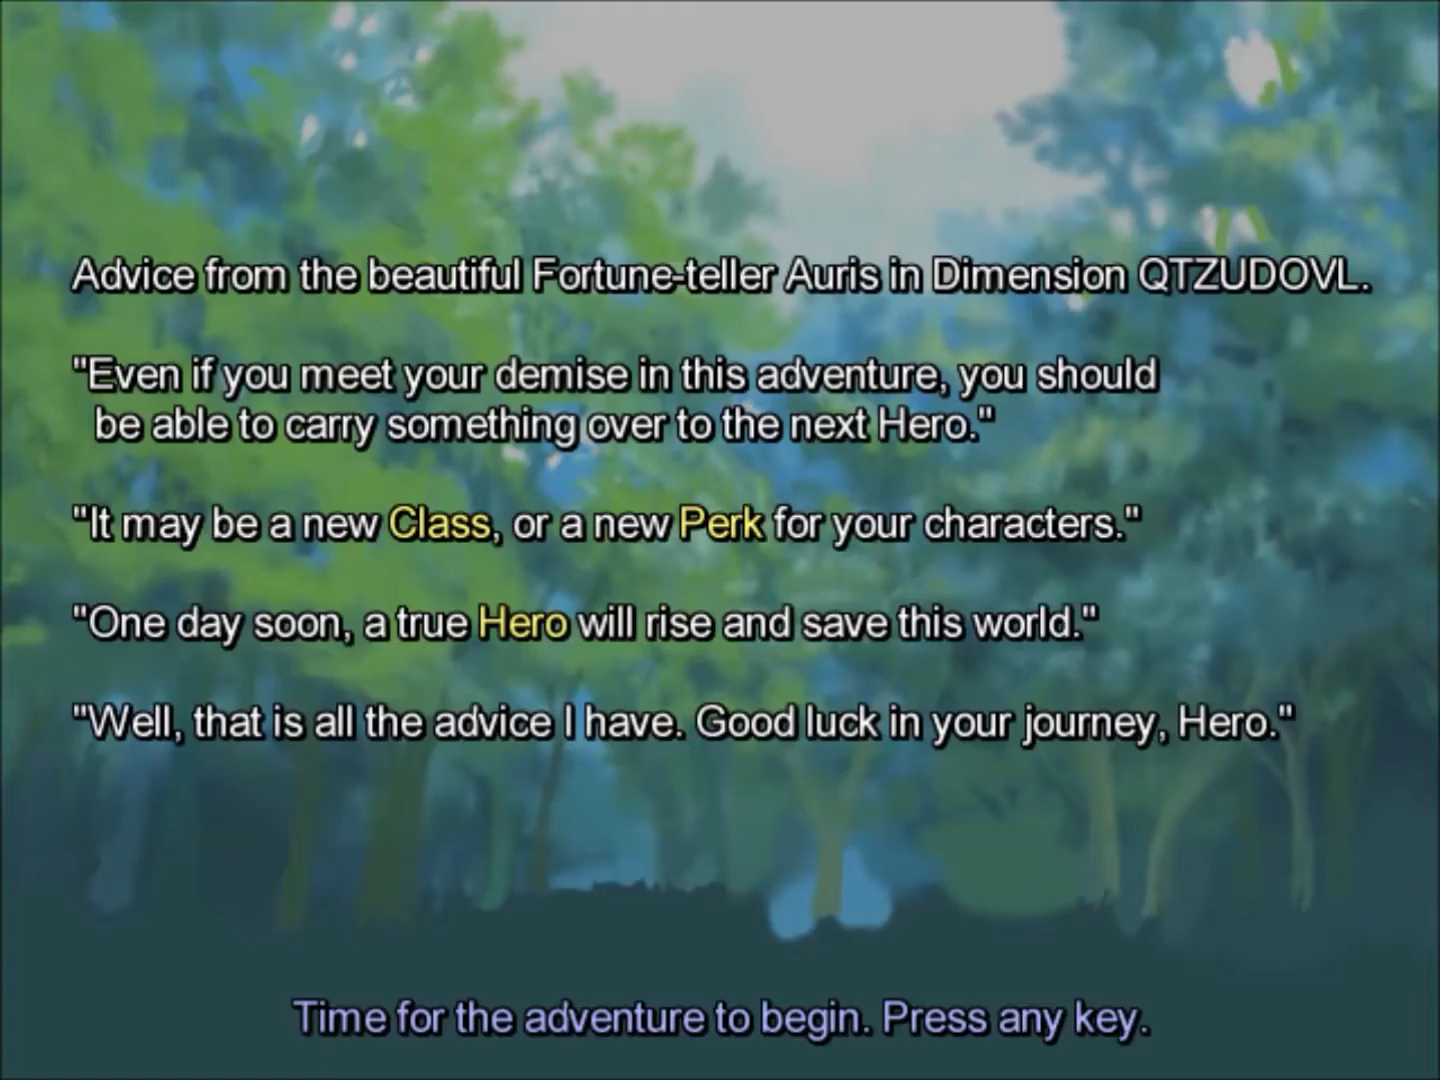 Advice from the beautiful Fortune-teller Auris in Dimension QTZUDOVL.
"Even if you meet your demise in this adventure, you should
be able to carry something over to the next Hero."
"It may be a new Class, or a new Perk for your characters."
"One day soon, a true Hero will rise and save this world."
"Well, that is all the advice I have. Good luck in your journey, Hero."
Time for the adventure to begin. Press any key.